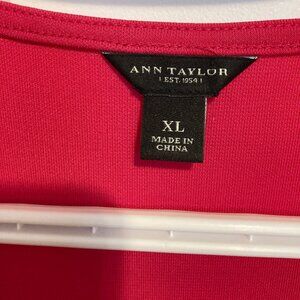 ANN TAYLOR
| EST. 1954 |
XL
MADE IN
CHINA